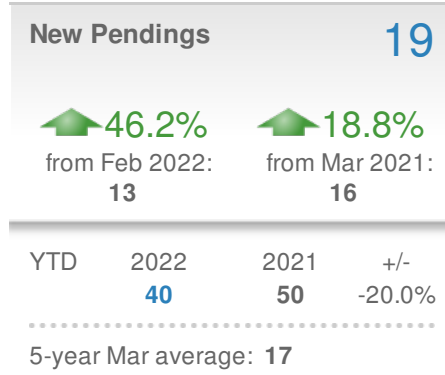 New Pendings 19
46.2% 18.8%
from Feb 2022: from Mar 2021:
13 16
YTD 2022 2021 +/-
40 50 -20.0%
5-year Mar average: 17